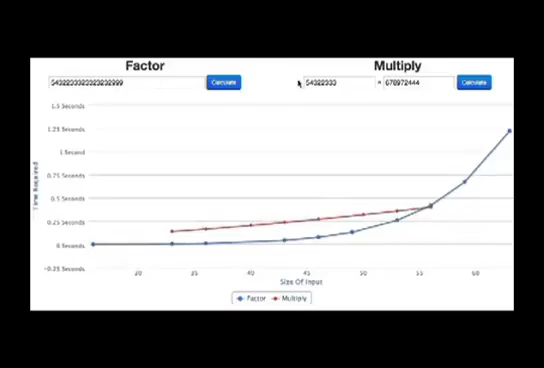 Factor Multiply
Calculate 54322333 * 678972444 Calculate
1.5 Seconds
1.25 Seconds
1 Second
0.75 Seconds
0.5 Seconds
0.25 Seconds
0 Seconds
-0.25 Seconds
Time Required
20 25 30 35 40 45 50 55 60
Size Of Input
Factor Multiply